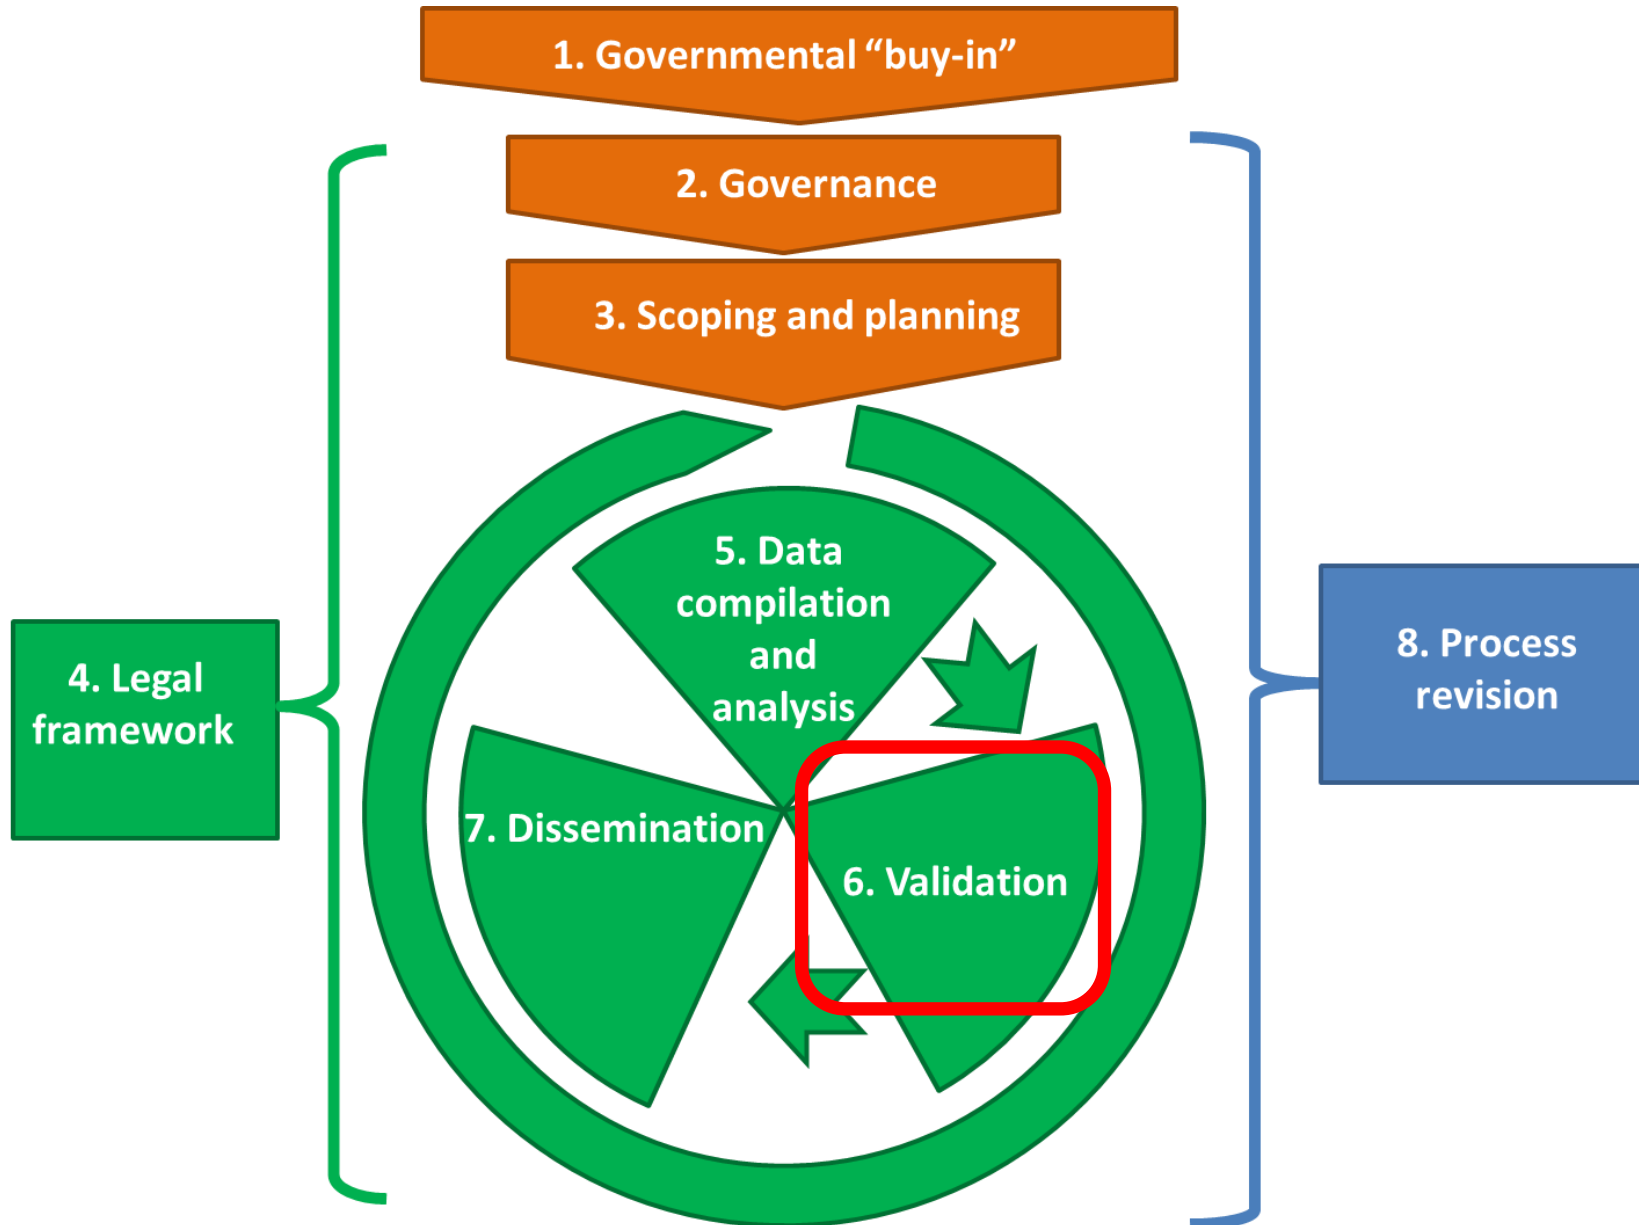 1. Governmental “buy-in”
2. Governance
3. Scoping and planning
4. Legal
framework
5. Data
compilation
and
analysis
6. Validation
7. Dissemination
8. Process
revision